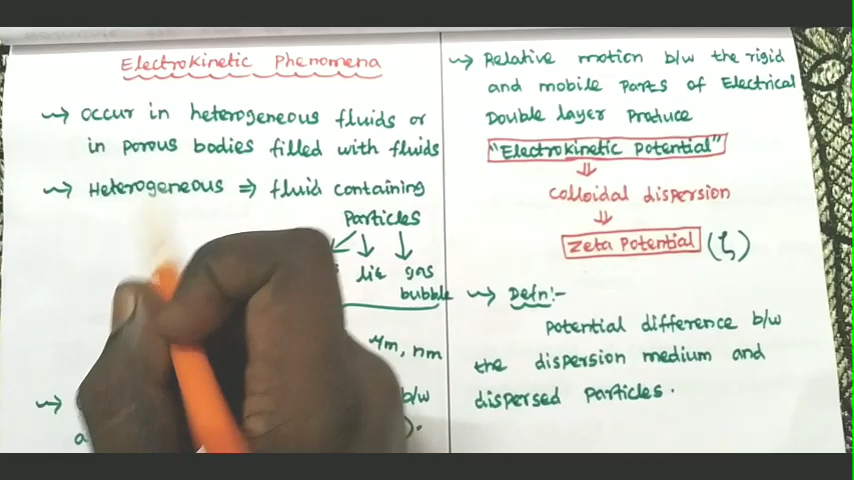 Electrokinetic Phenomena
occur in heterogeneous fluids or
in porous bodies filled with fluids
Heterogeneous ⇒ fluid containing
Particles
gas
bubble
nm
b/w
Relative motion b/w the rigid
and mobile parts of Electrical
Double layer Produce
"Electrokinetic Potential"
⇓
colloidal dispersion
⇓
Zeta Potential (ζ)
Defn:-
Potential difference b/w
the dispersion medium and
dispersed particles.